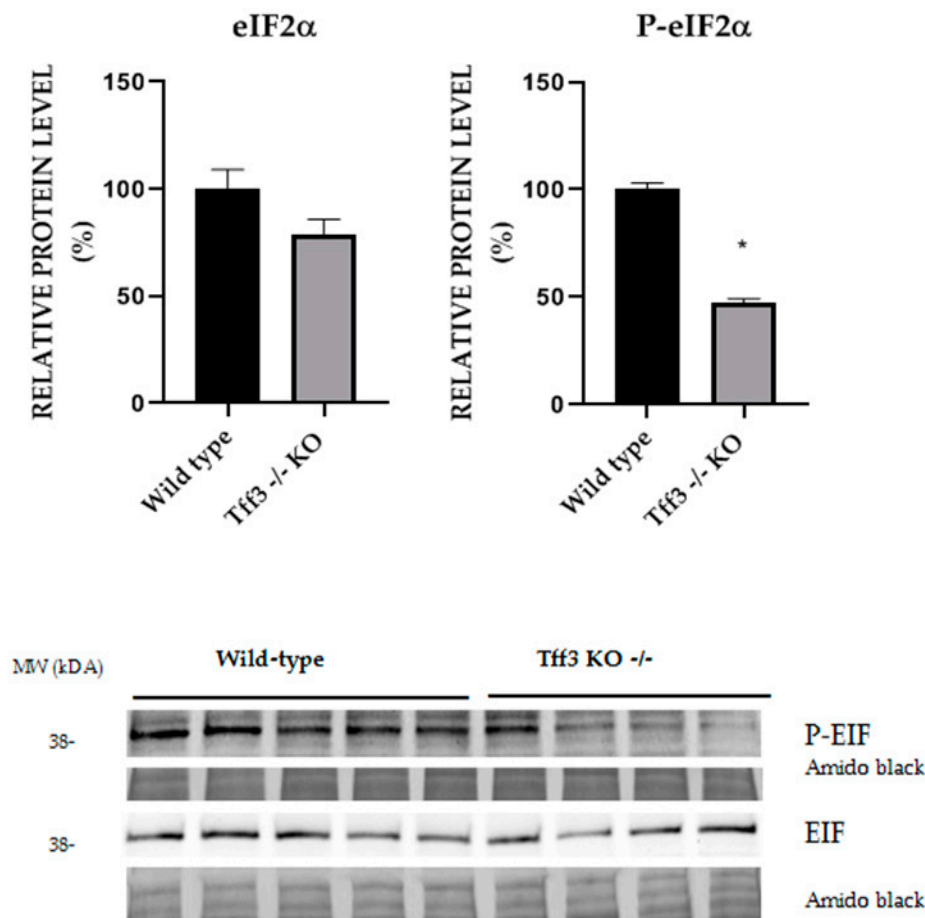 eIF2α
RELATIVE PROTEIN LEVEL
(%)
150
100
50
0
Wild type
Tff3 -/- KO
P-eIF2α
RELATIVE PROTEIN LEVEL
(%)
150
100
50
0
*
Wild type
Tff3 -/- KO
MW (kDA)
Wild-type
Tff3 KO -/-
38-
P-EIF
Amido black
38-
EIF
Amido black